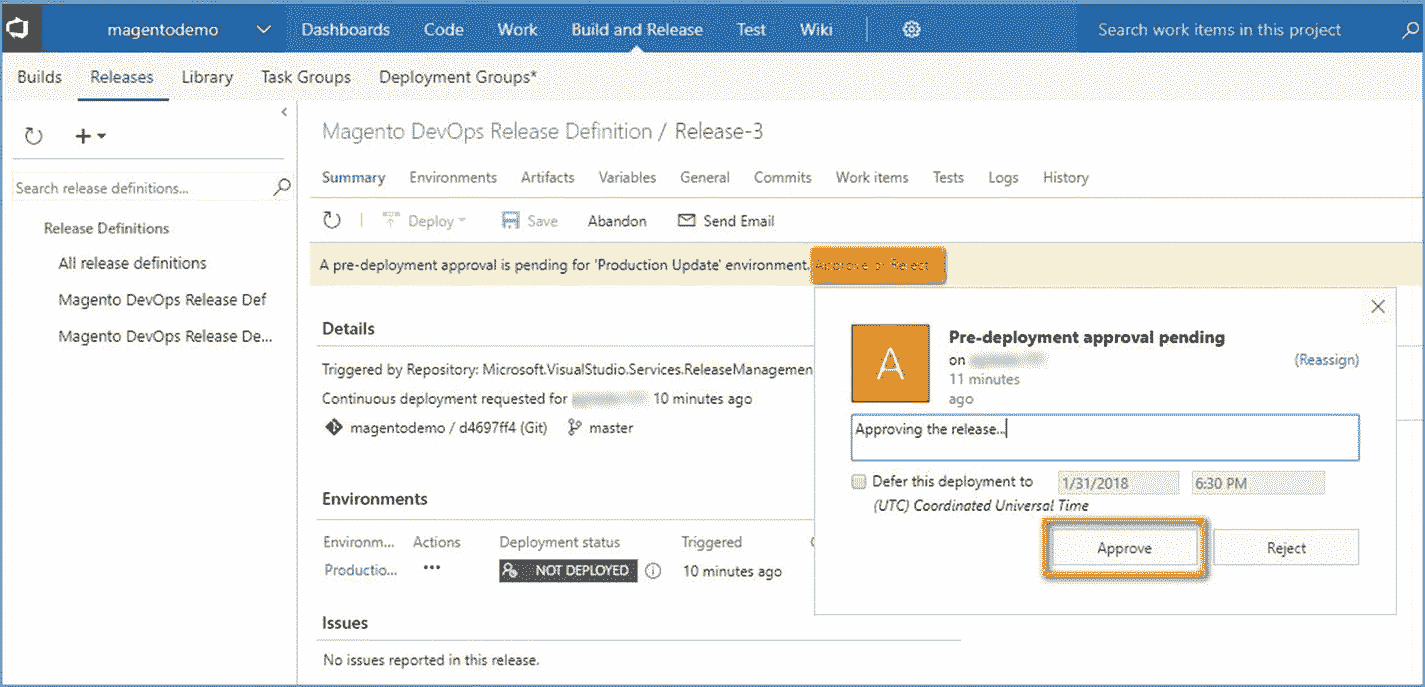 magentodemo Dashboards Code Work Build and Release Test Wiki Search work items in this project
Builds Releases Library Task Groups Deployment Groups*
Magento DevOps Release Definition / Release-3
Summary Environments Artifacts Variables General Commits Work items Tests Logs History
Search release definitions...
Deploy Save Abandon Send Email
Release Definitions
All release definitions
Magento DevOps Release Def
Magento DevOps Release De...
A pre-deployment approval is pending for 'Production Update' environment. Approve or Reject
Details
Triggered by Repository: Microsoft.VisualStudio.Services.ReleaseManagemen
Continuous deployment requested for 10 minutes ago
magentodemo / d4697ff4 (Git) master
Environments
Environm... Actions Deployment status Triggered
Productio... ••• NOT DEPLOYED 10 minutes ago
Issues
No issues reported in this release.
Pre-deployment approval pending
on
(Reassign)
11 minutes
ago
A
Approving the release..
Defer this deployment to 1/31/2018 6:30 PM
(UTC) Coordinated Universal Time
Approve Reject